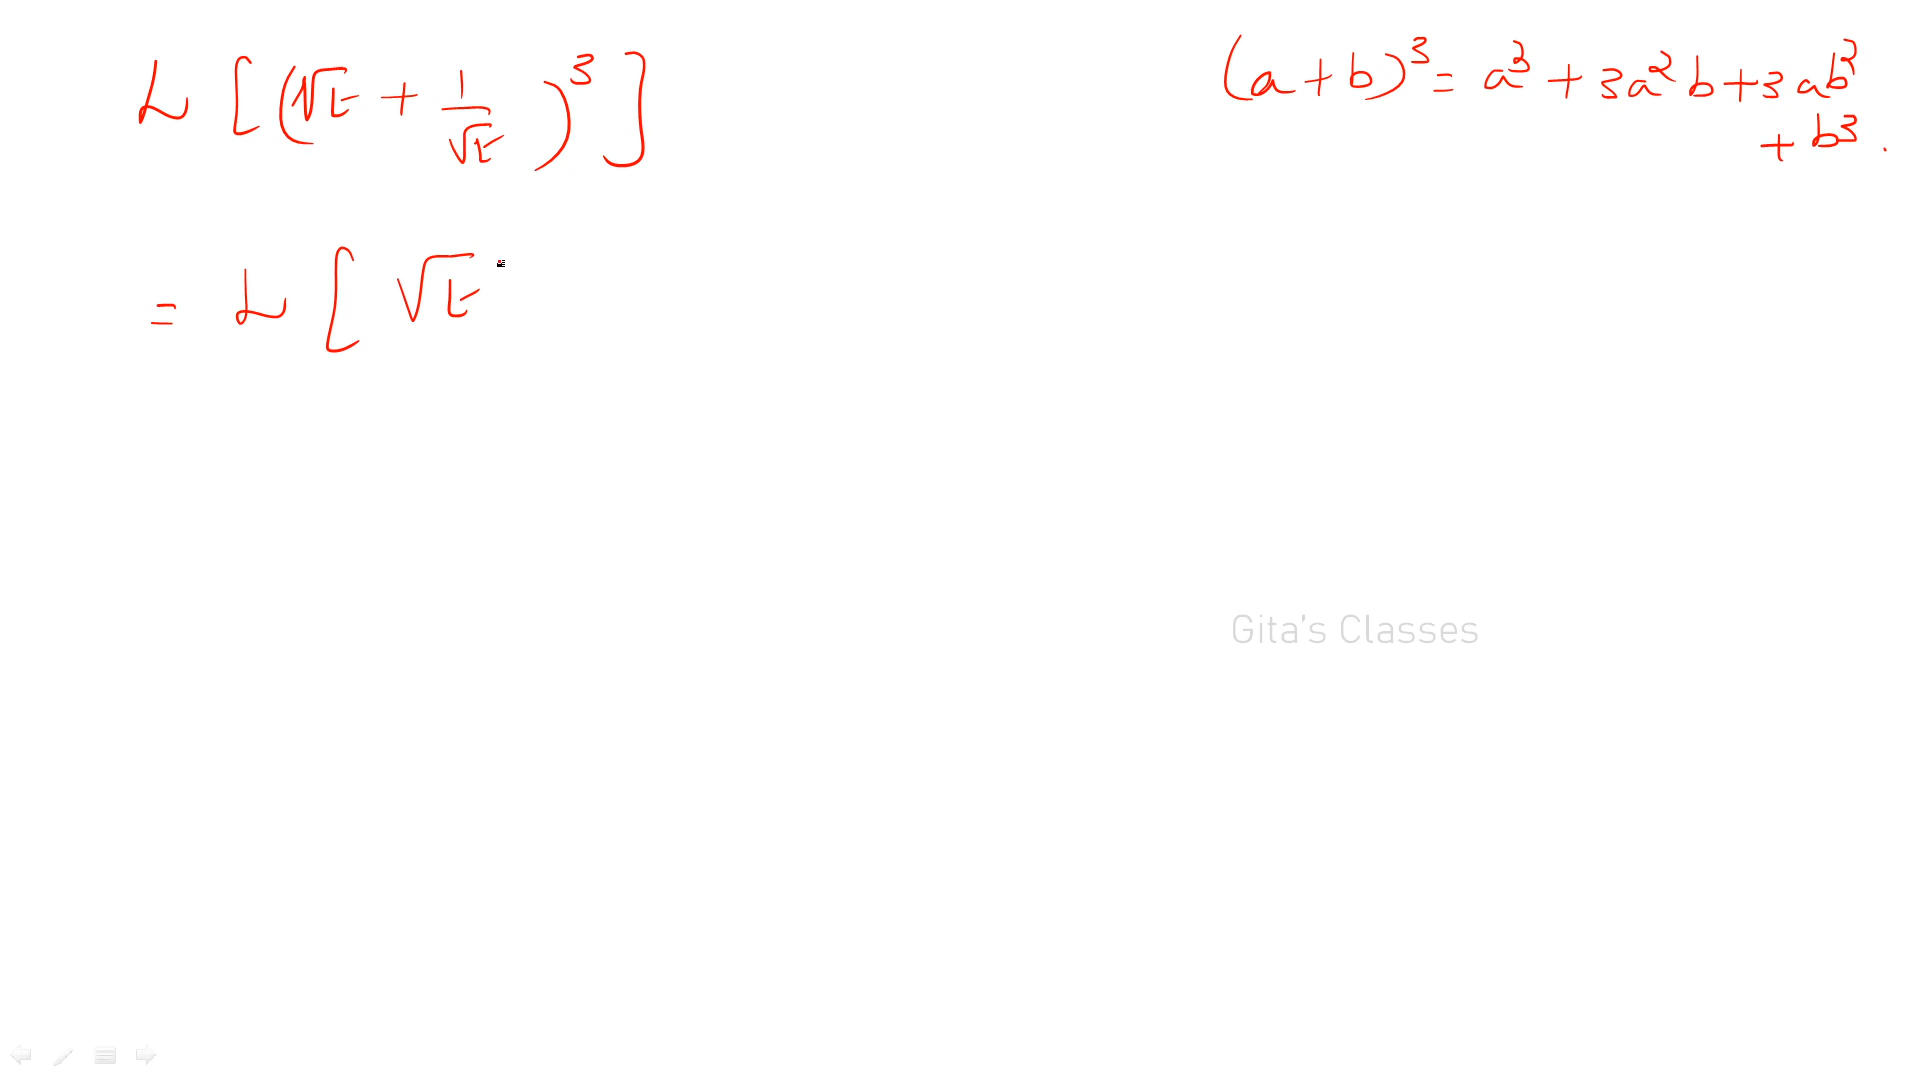 L [(√t + 1/√t)³]
(a+b)³ = a³ + 3a²b + 3ab²
+ b³.
= L [ √t
Gita's Classes